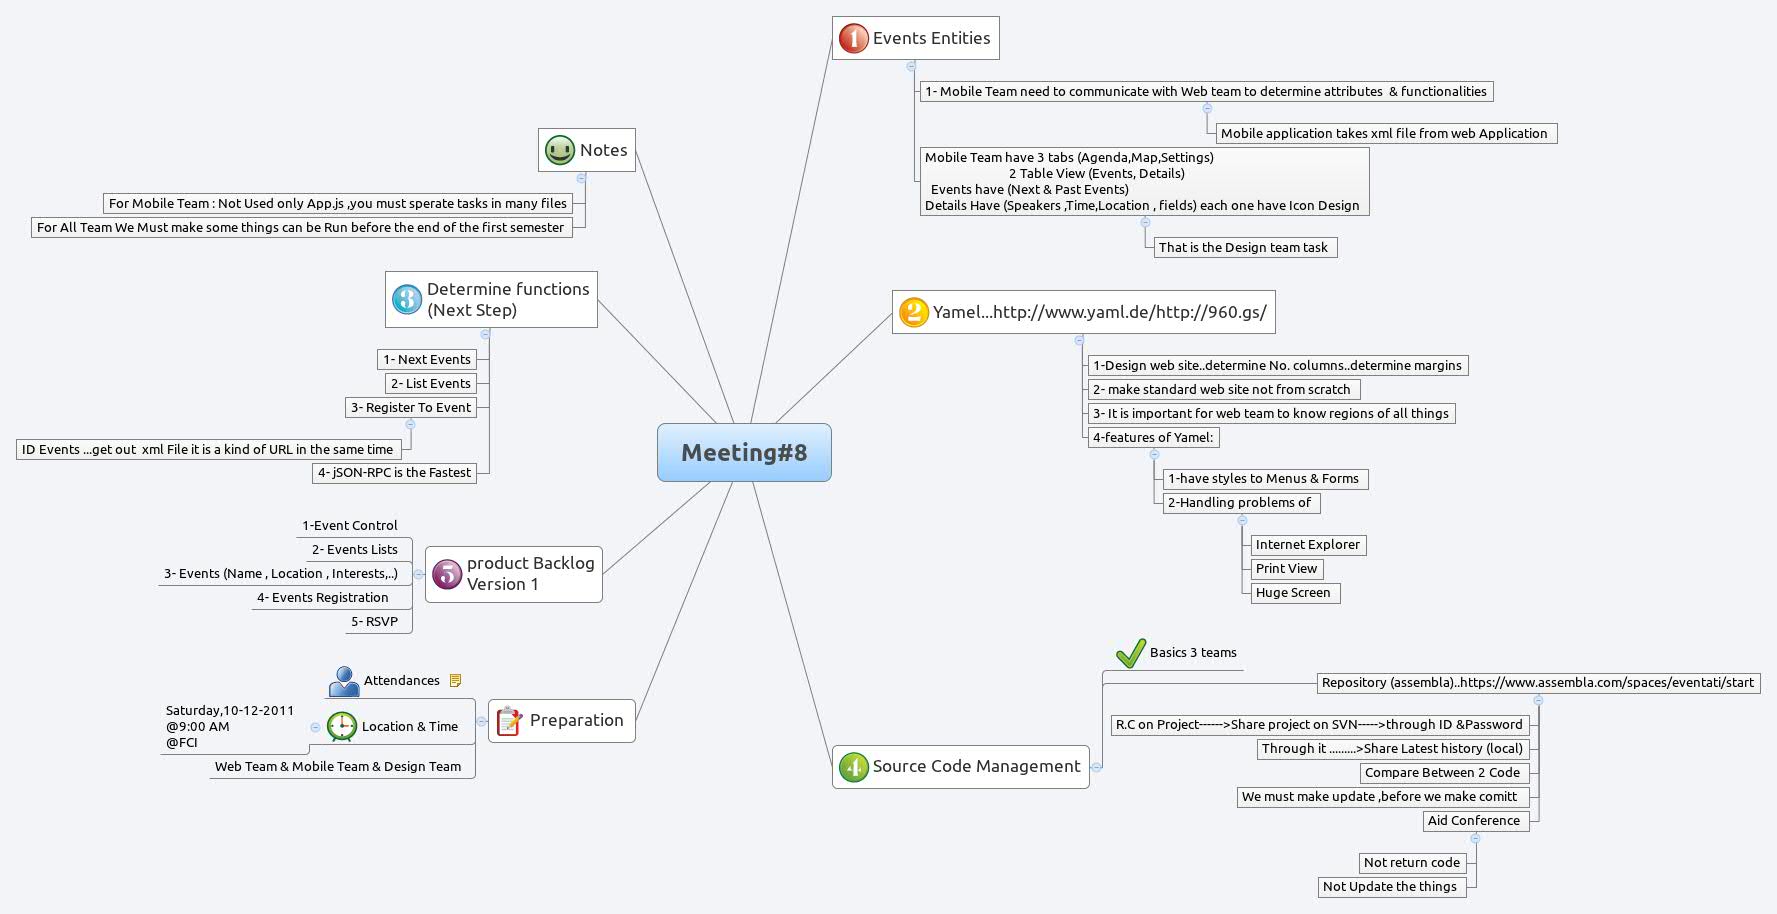 Meeting#8
1 Events Entities
1- Mobile Team need to communicate with Web team to determine attributes & functionalities
Mobile application takes xml file from web Application
Mobile Team have 3 tabs (Agenda,Map,Settings)
2 Table View (Events, Details)
Events have (Next & Past Events)
Details Have (Speakers ,Time,Location , fields) each one have Icon Design
That is the Design team task
2 Yamel...http://www.yaml.de/http://960.gs/
1-Design web site..determine No. columns..determine margins
2- make standard web site not from scratch
3- It is important for web team to know regions of all things
4-features of Yamel:
1-have styles to Menus & Forms
2-Handling problems of
Internet Explorer
Print View
Huge Screen
4 Source Code Management
Basics 3 teams
Repository (assembla)..https://www.assembla.com/spaces/eventati/start
R.C on Project------>Share project on SVN----->through ID &Password
Through it .........>Share Latest history (local)
Compare Between 2 Code
We must make update ,before we make comitt
Aid Conference
Not return code
Not Update the things
Notes
For Mobile Team : Not Used only App.js ,you must sperate tasks in many files
For All Team We Must make some things can be Run before the end of the first semester
3 Determine functions
(Next Step)
1- Next Events
2- List Events
3- Register To Event
ID Events ...get out xml File it is a kind of URL in the same time
4- jSON-RPC is the Fastest
5 product Backlog
Version 1
1-Event Control
2- Events Lists
3- Events (Name , Location , Interests,..)
4- Events Registration
5- RSVP
Preparation
Attendances
Location & Time
Saturday,10-12-2011
@9:00 AM
@FCI
Web Team & Mobile Team & Design Team